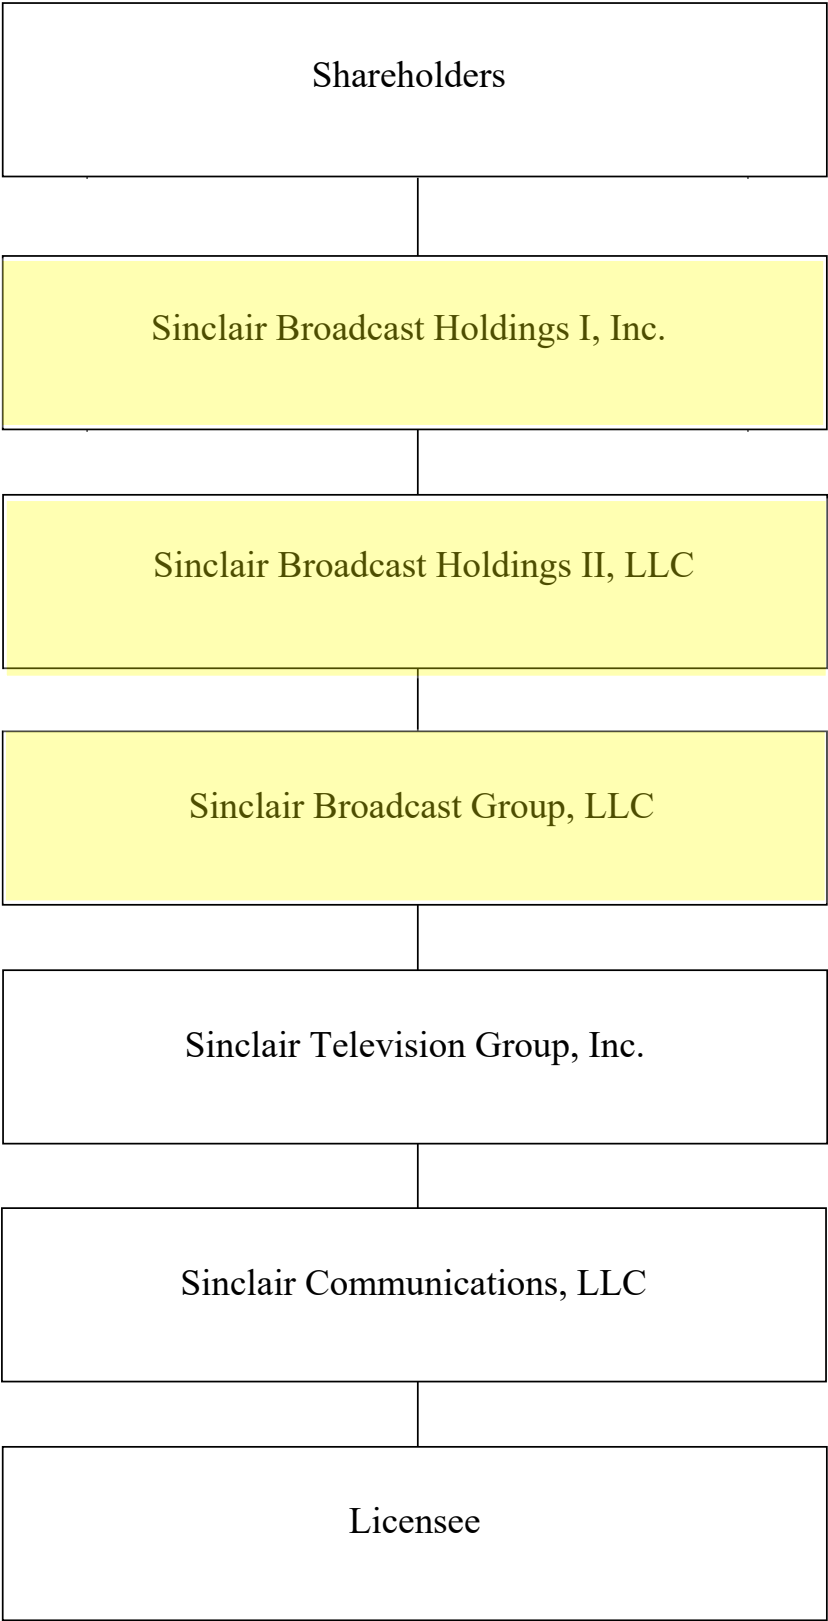 Shareholders
Sinclair Broadcast Holdings I, Inc.
Sinclair Broadcast Holdings II, LLC
Sinclair Broadcast Group, LLC
Sinclair Television Group, Inc.
Sinclair Communications, LLC
Licensee